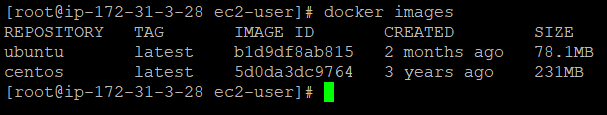 [root@ip-172-31-3-28 ec2-user]# docker images
REPOSITORY   TAG       IMAGE ID       CREATED        SIZE
ubuntu       latest    b1d9df8ab815   2 months ago   78.1MB
centos       latest    5d0da3dc9764   3 years ago    231MB
[root@ip-172-31-3-28 ec2-user]#